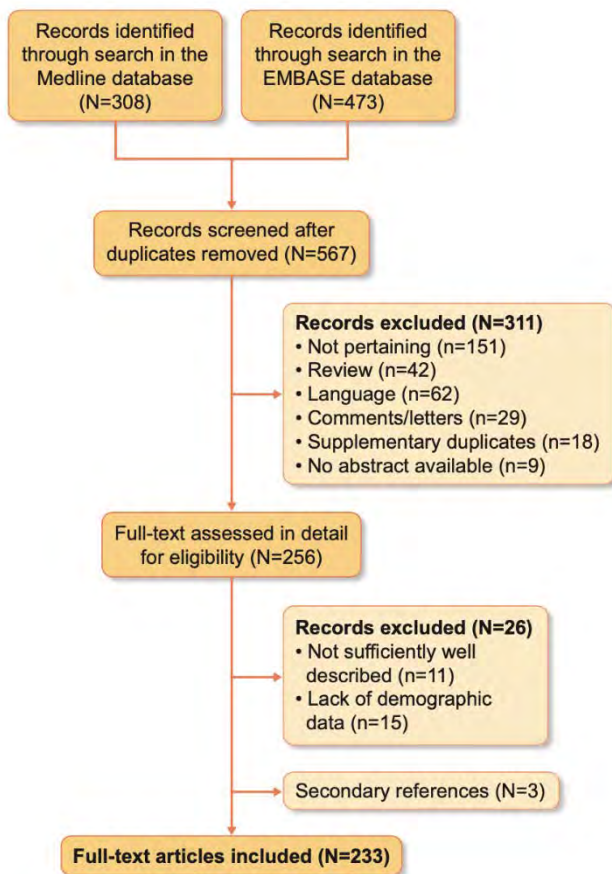 Records identified
through search in the
Medline database
(N=308)
Records identified
through search in the
EMBASE database
(N=473)
Records screened after
duplicates removed (N=567)
Records excluded (N=311)
• Not pertaining (n=151)
• Review (n=42)
• Language (n=62)
• Comments/letters (n=29)
• Supplementary duplicates (n=18)
• No abstract available (n=9)
Full-text assessed in detail
for eligibility (N=256)
Records excluded (N=26)
• Not sufficiently well
described (n=11)
• Lack of demographic
data (n=15)
Secondary references (N=3)
Full-text articles included (N=233)